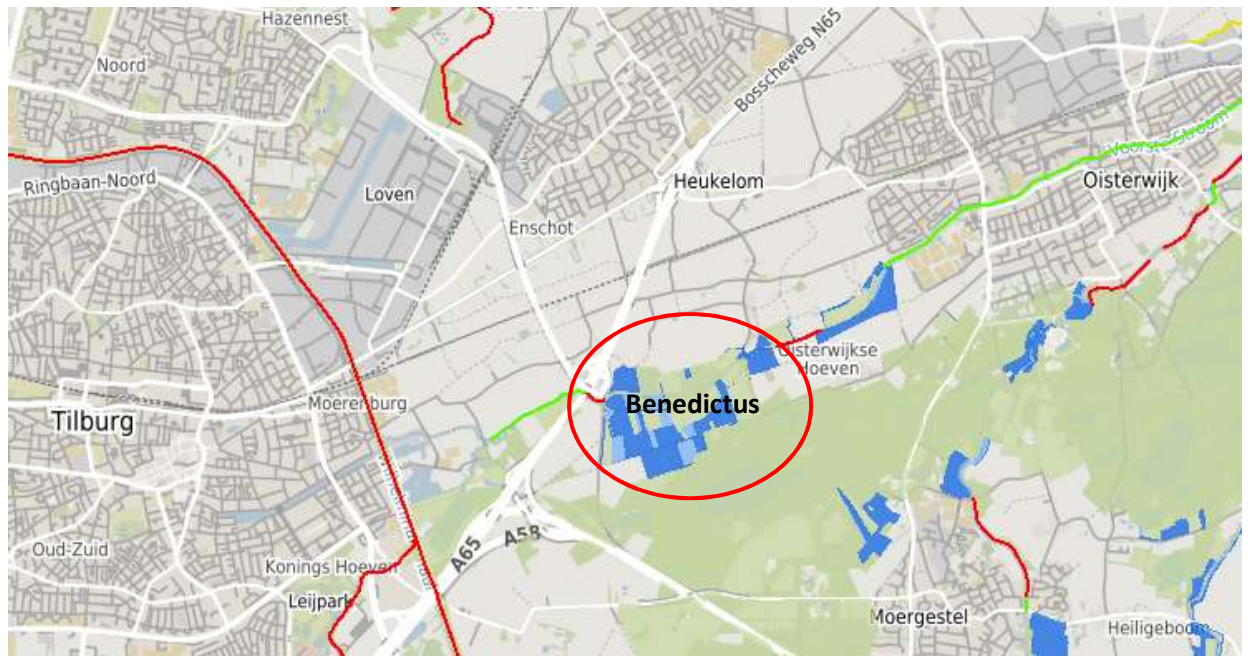 Hazennest
Noord
Bosscheweg N65
Voorste Stroom
Ringbaan-Noord
Loven
Heukelom
Oisterwijk
Enschot
Oisterwijkse
Hoeven
Benedictus
Moerenburg
Tilburg
Wilhelminakanaal
A65
A58
Oud-Zuid
Konings Hoeven
Leijpark
Moergestel
Heiligeboom